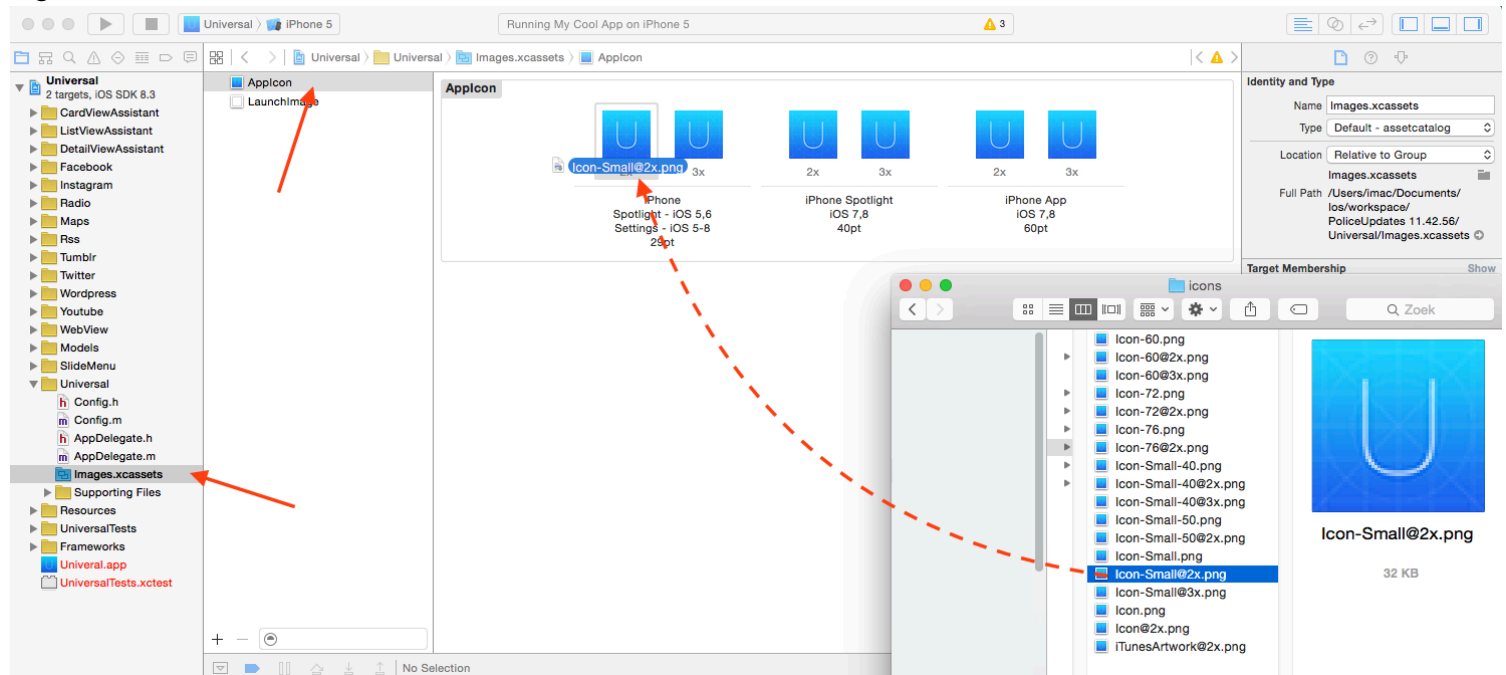 Universal
iPhone 5
Running My Cool App on iPhone 5
3
Universal
Universal
Images.xcassets
AppIcon
Universal
2 targets, iOS SDK 8.3
CardViewAssistant
ListViewAssistant
DetailViewAssistant
Facebook
Instagram
Radio
Maps
Rss
Tumblr
Twitter
Wordpress
Youtube
WebView
Models
SlideMenu
Universal
h Config.h
m Config.m
h AppDelegate.h
m AppDelegate.m
Images.xcassets
Supporting Files
Resources
UniversalTests
Frameworks
Univeral.app
UniversalTests.xctest
AppIcon
LaunchImage
No Selection
AppIcon
Icon-Small@2x.png
2x
3x
iPhone
Spotlight - iOS 5,6
Settings - iOS 5-8
29pt
2x
3x
iPhone Spotlight
iOS 7,8
40pt
2x
3x
iPhone App
iOS 7,8
60pt
Identity and Type
Name Images.xcassets
Type Default - assetcatalog
Location Relative to Group
Images.xcassets
Full Path /Users/imac/Documents/
Ios/workspace/
PoliceUpdates 11.42.56/
Universal/Images.xcassets
Target Membership Show
icons
Zoek
Icon-60.png
Icon-60@2x.png
Icon-60@3x.png
Icon-72.png
Icon-72@2x.png
Icon-76.png
Icon-76@2x.png
Icon-Small-40.png
Icon-Small-40@2x.png
Icon-Small-40@3x.png
Icon-Small-50.png
Icon-Small-50@2x.png
Icon-Small.png
Icon-Small@2x.png
Icon-Small@3x.png
Icon.png
Icon@2x.png
iTunesArtwork@2x.png
Icon-Small@2x.png
32 KB